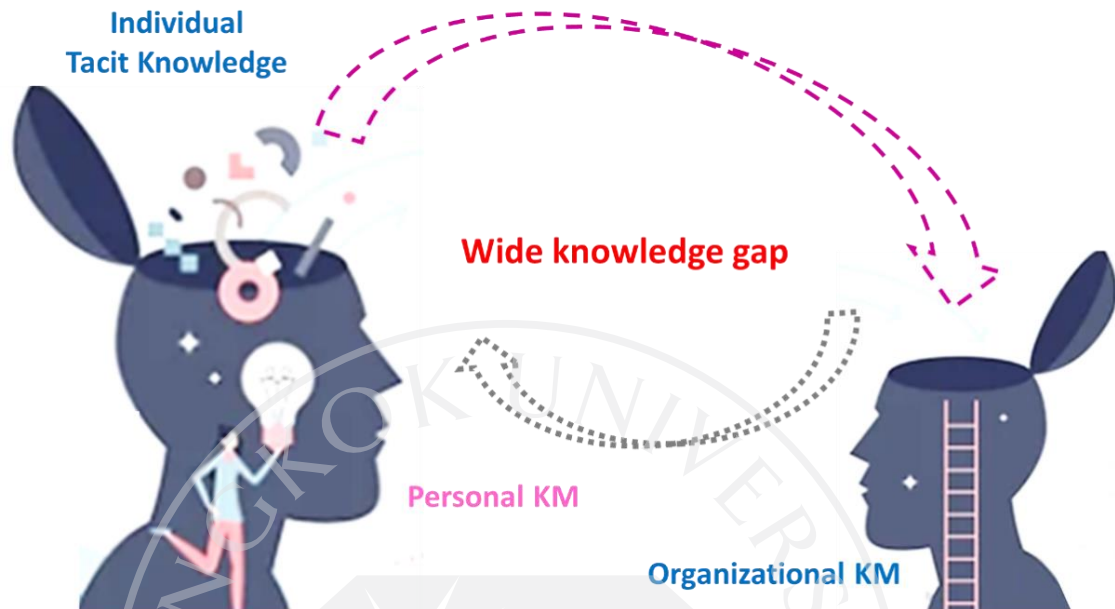 Individual
Tacit Knowledge
Wide knowledge gap
Personal KM
Organizational KM